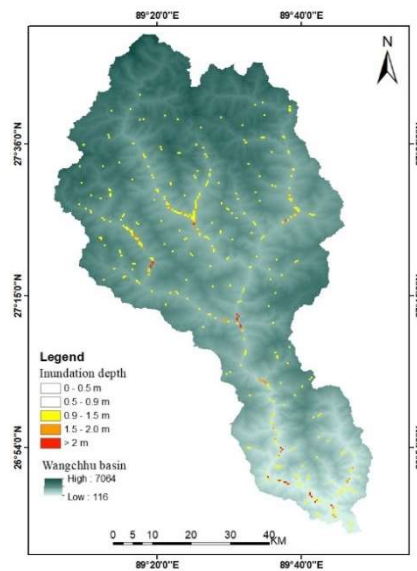 89°20'0"E 89°40'0"E
N
27°36'0"N
27°15'0"N
Legend
Inundation depth
0 - 0.5 m
0.5 - 0.9 m
0.9 - 1.5 m
1.5 - 2.0 m
> 2 m
Wangchhu basin
High : 7064
Low : 116
26°54'0"N
0 5 10 20 30 40
KM
89°20'0"E 89°40'0"E